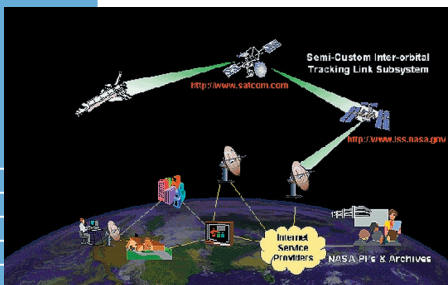 Semi-Custom Inter-orbital
Tracking Link Subsystem
http://www.satcom.com
http://www.iss.nasa.gov
Internet
Service
Providers
NASA PI's & Archives